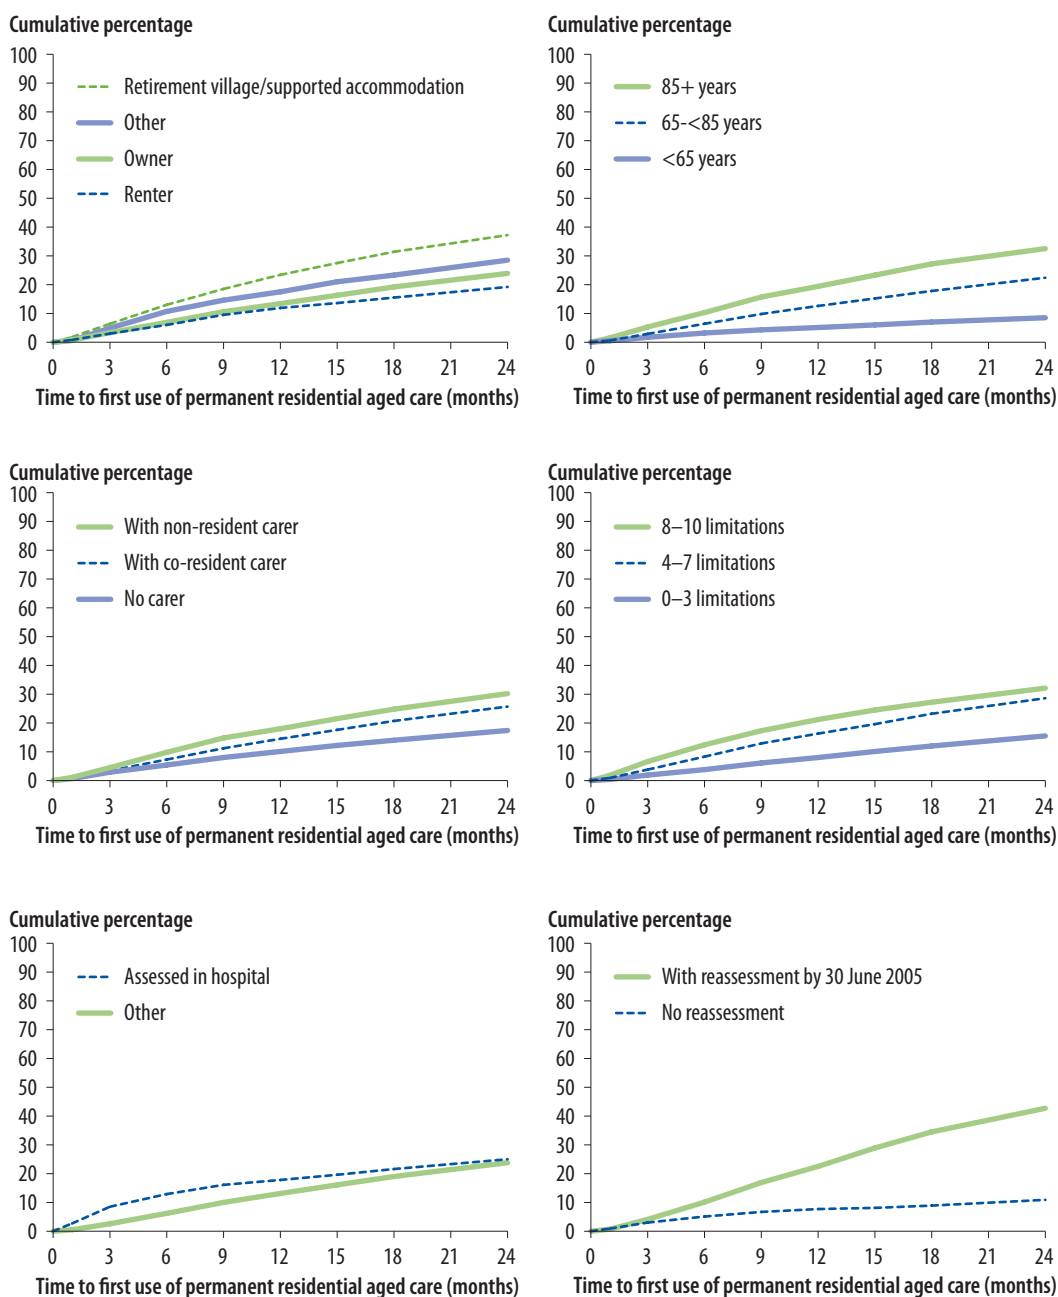 Cumulative percentage
100
90
80
70
60
50
40
30
20
10
0
Retirement village/supported accommodation
Other
Owner
Renter
0 3 6 9 12 15 18 21 24
Time to first use of permanent residential aged care (months)
Cumulative percentage
100
90
80
70
60
50
40
30
20
10
0
85+ years
65-<85 years
<65 years
0 3 6 9 12 15 18 21 24
Time to first use of permanent residential aged care (months)
Cumulative percentage
100
90
80
70
60
50
40
30
20
10
0
With non-resident carer
With co-resident carer
No carer
0 3 6 9 12 15 18 21 24
Time to first use of permanent residential aged care (months)
Cumulative percentage
100
90
80
70
60
50
40
30
20
10
0
8–10 limitations
4–7 limitations
0–3 limitations
0 3 6 9 12 15 18 21 24
Time to first use of permanent residential aged care (months)
Cumulative percentage
100
90
80
70
60
50
40
30
20
10
0
Assessed in hospital
Other
0 3 6 9 12 15 18 21 24
Time to first use of permanent residential aged care (months)
Cumulative percentage
100
90
80
70
60
50
40
30
20
10
0
With reassessment by 30 June 2005
No reassessment
0 3 6 9 12 15 18 21 24
Time to first use of permanent residential aged care (months)